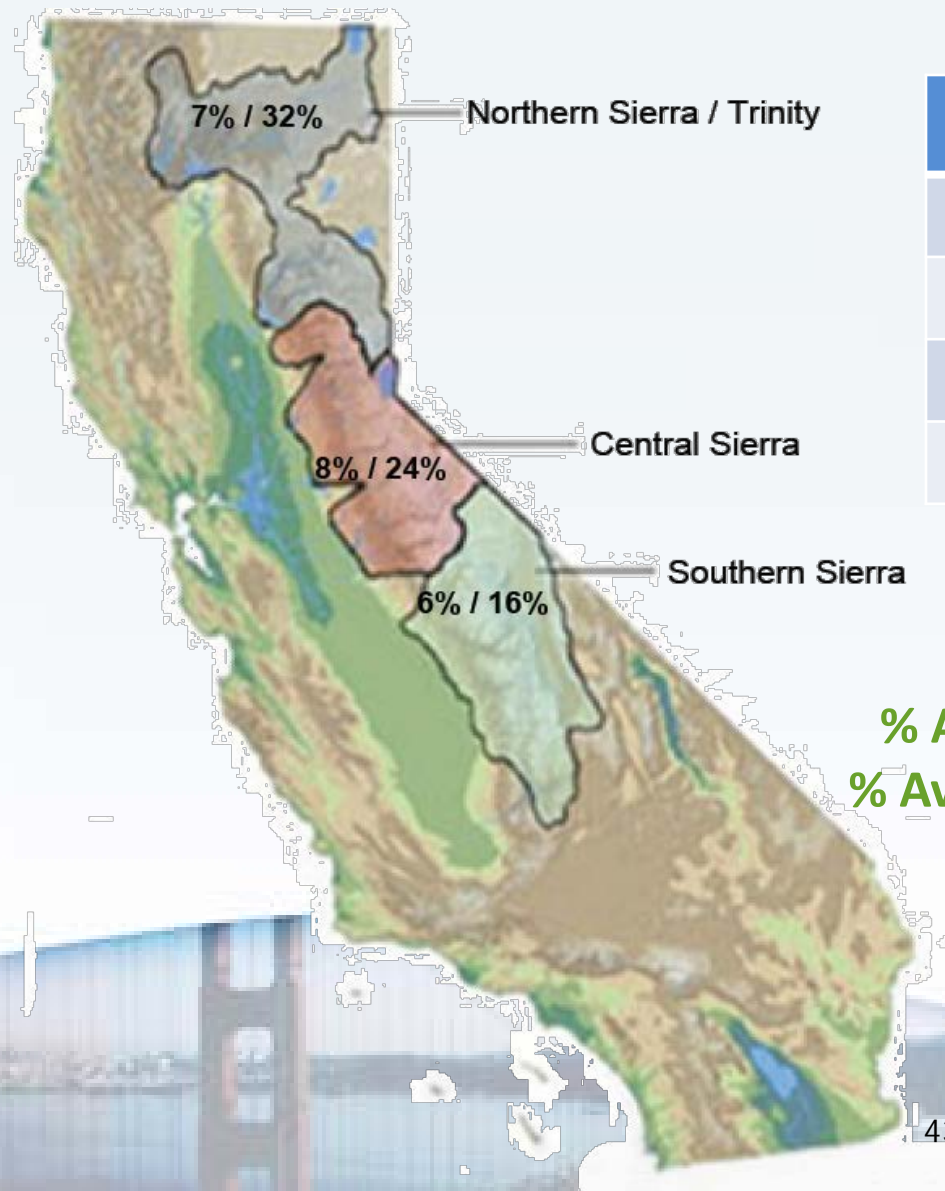 7% / 32%
Northern Sierra / Trinity
Central Sierra
8% / 24%
Southern Sierra
6% / 16%
%
%